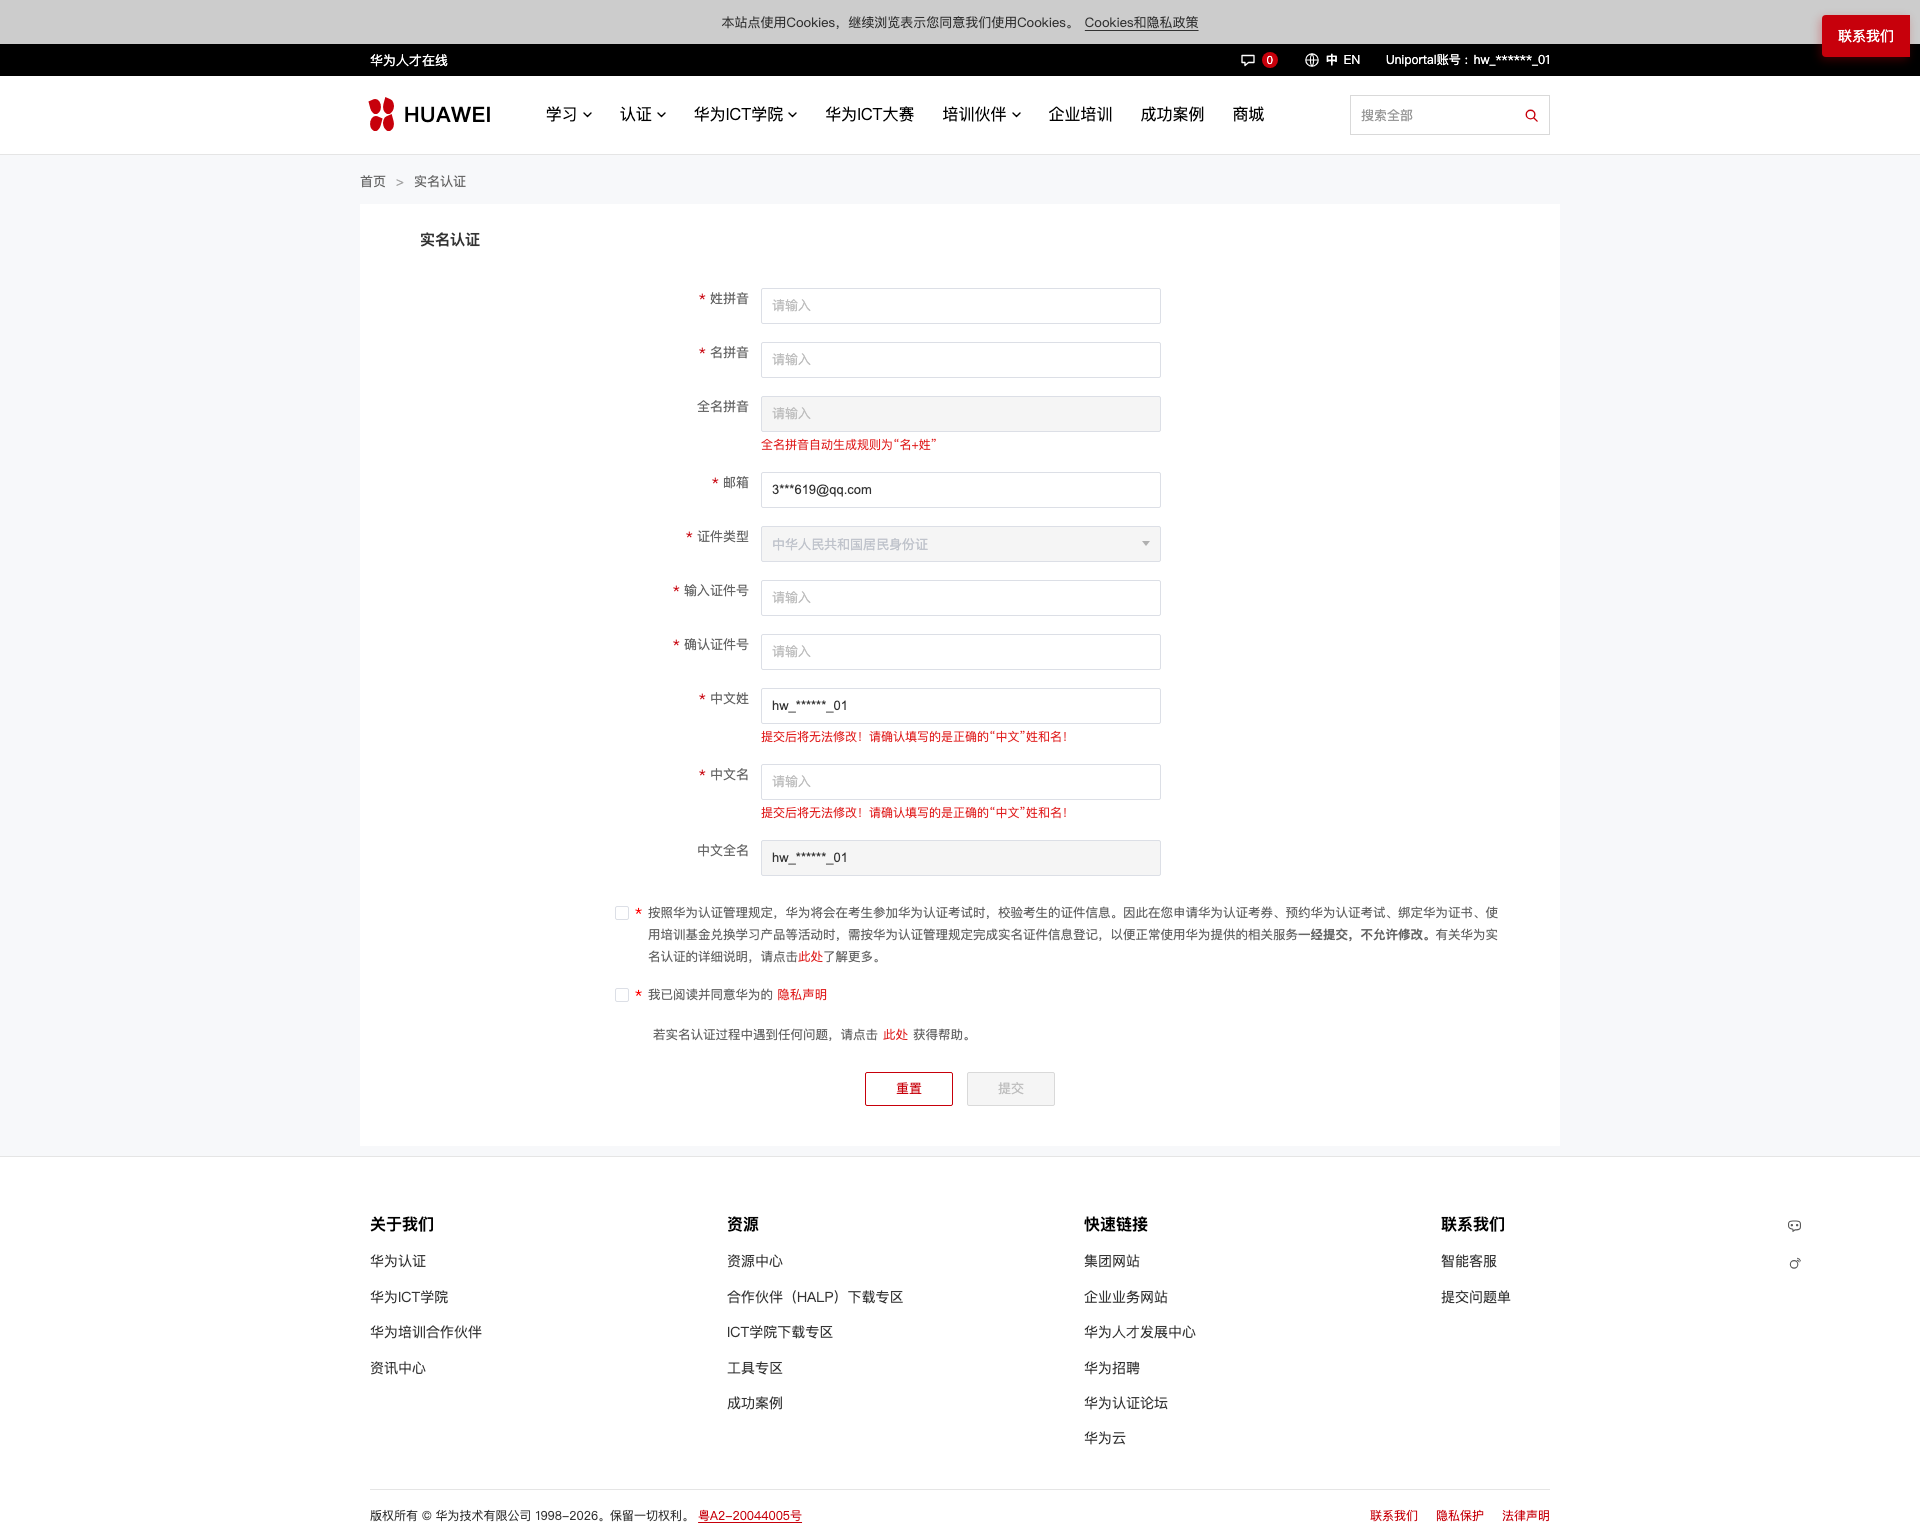 本站点使用Cookies，继续浏览表示您同意我们使用Cookies。 Cookies和隐私政策
联系我们
华为人才在线
0
中 EN
Uniportal账号：hw_******_01
HUAWEI
学习
认证
华为ICT学院
华为ICT大赛
培训伙伴
企业培训
成功案例
商城
搜索全部
首页 > 实名认证
实名认证
* 姓拼音 请输入
* 名拼音 请输入
全名拼音 请输入
全名拼音自动生成规则为“名+姓”
* 邮箱 3***619@qq.com
* 证件类型 中华人民共和国居民身份证
* 输入证件号 请输入
* 确认证件号 请输入
* 中文姓 hw_******_01
提交后将无法修改！请确认填写的是正确的“中文”姓和名！
* 中文名 请输入
提交后将无法修改！请确认填写的是正确的“中文”姓和名！
中文全名 hw_******_01
* 按照华为认证管理规定，华为将会在考生参加华为认证考试时，校验考生的证件信息。因此在您申请华为认证考券、预约华为认证考试、绑定华为证书、使
用培训基金兑换学习产品等活动时，需按华为认证管理规定完成实名证件信息登记，以便正常使用华为提供的相关服务一经提交，不允许修改。有关华为实
名认证的详细说明，请点击此处了解更多。
* 我已阅读并同意华为的 隐私声明
若实名认证过程中遇到任何问题，请点击 此处 获得帮助。
重置
提交
关于我们
华为认证
华为ICT学院
华为培训合作伙伴
资讯中心
资源
资源中心
合作伙伴（HALP）下载专区
ICT学院下载专区
工具专区
成功案例
快速链接
集团网站
企业业务网站
华为人才发展中心
华为招聘
华为认证论坛
华为云
联系我们
智能客服
提交问题单
版权所有 © 华为技术有限公司 1998-2026。保留一切权利。 粤A2-20044005号
联系我们 隐私保护 法律声明